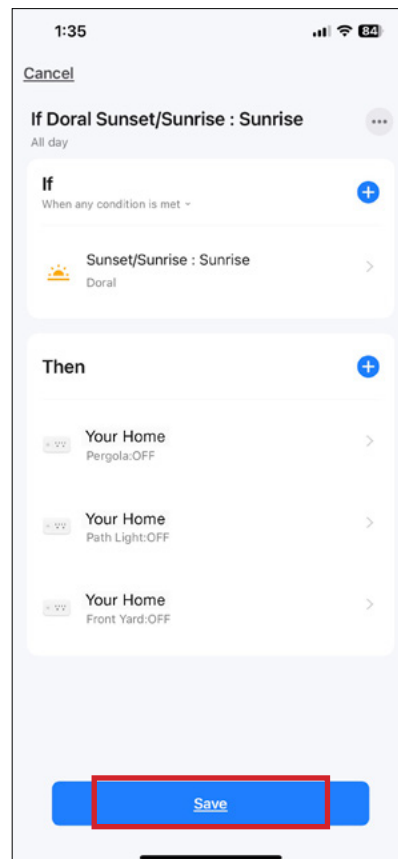 1:35
84
Cancel
If Doral Sunset/Sunrise : Sunrise
All day
If
When any condition is met
Sunset/Sunrise : Sunrise
Doral
Then
Your Home
Pergola:OFF
Your Home
Path Light:OFF
Your Home
Front Yard:OFF
Save